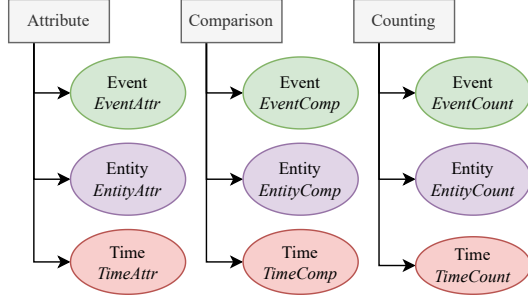 Attribute
Comparison
Counting
Event
EventAttr
Event
EventComp
Event
EventCount
Entity
EntityAttr
Entity
EntityComp
Entity
EntityCount
Time
TimeAttr
Time
TimeComp
Time
TimeCount